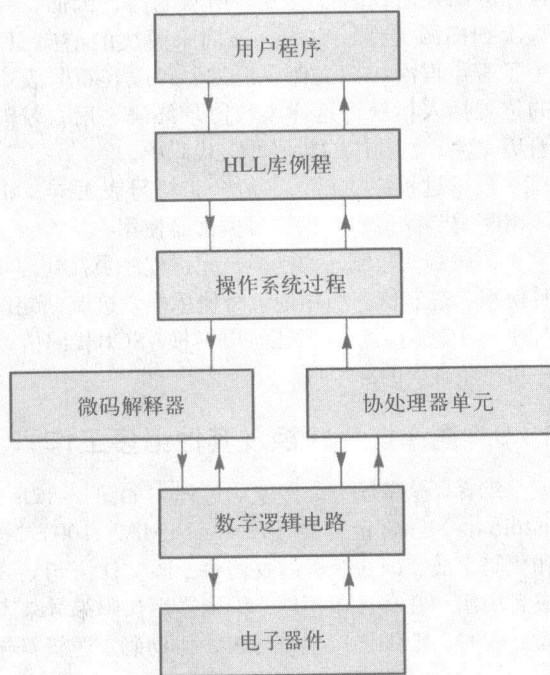 用户程序
HLL库例程
操作系统过程
微码解释器
协处理器单元
数字逻辑电路
电子器件